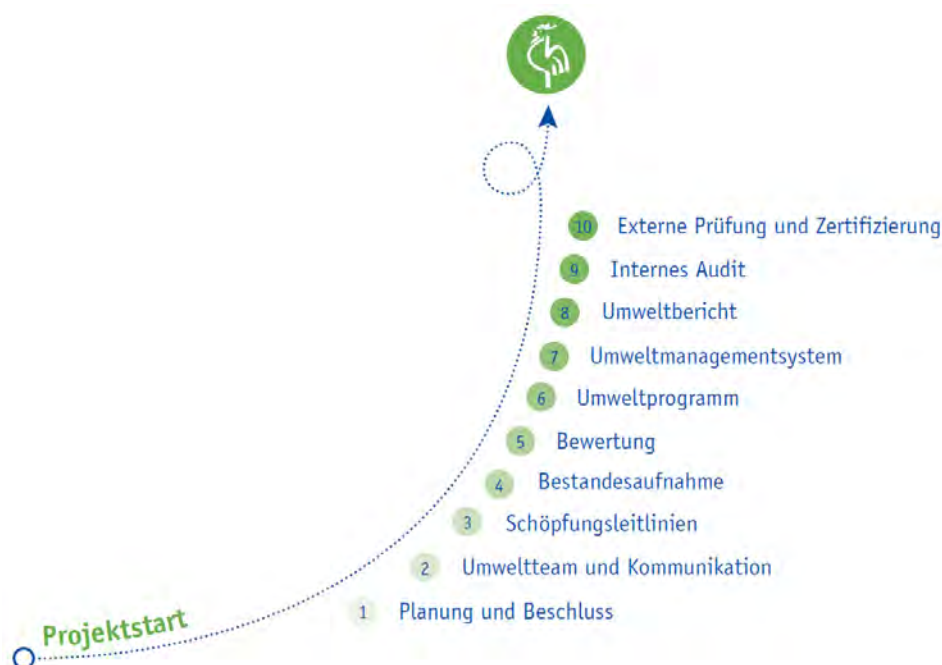 10 Externe Prüfung und Zertifizierung
9 Internes Audit
8 Umweltbericht
7 Umweltmanagementsystem
6 Umweltprogramm
5 Bewertung
4 Bestandesaufnahme
3 Schöpfungsleitlinien
2 Umweltteam und Kommunikation
1 Planung und Beschluss
Projektstart